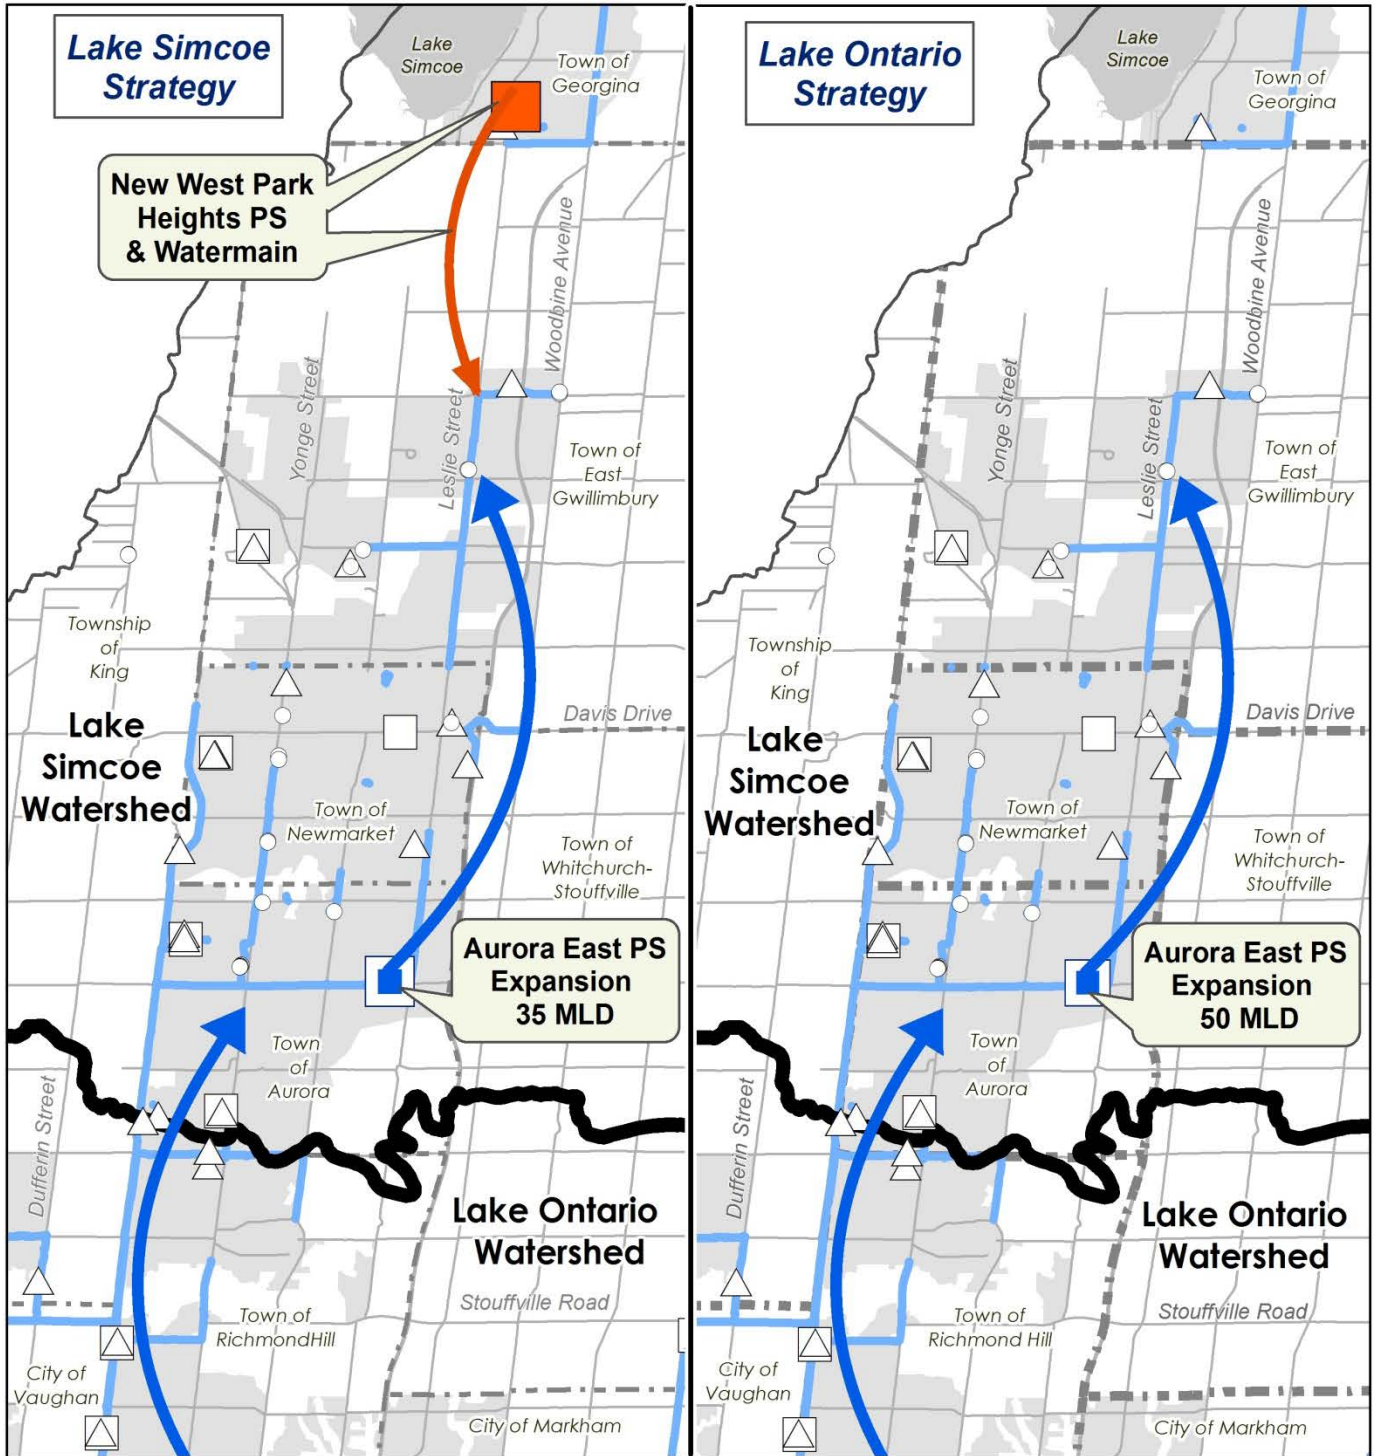 Lake Simcoe
Strategy
Lake
Simcoe
Town of
Georgina
New West Park
Heights PS
& Watermain
Woodbine Avenue
Yonge Street
Leslie Street
Town of
East
Gwillimbury
Township
of
King
Lake
Simcoe
Watershed
Davis Drive
Town of
Newmarket
Town of
Whitchurch-
Stouffville
Aurora East PS
Expansion
35 MLD
Town
of
Aurora
Dufferin Street
Lake Ontario
Watershed
Stouffville Road
Town of
RichmondHill
City of
Vaughan
City of Markham
Lake Ontario
Strategy
Lake
Simcoe
Town of
Georgina
Woodbine Avenue
Yonge Street
Leslie Street
Town of
East
Gwillimbury
Township
of
King
Lake
Simcoe
Watershed
Davis Drive
Town of
Newmarket
Town of
Whitchurch-
Stouffville
Aurora East PS
Expansion
50 MLD
Town
of
Aurora
Dufferin Street
Lake Ontario
Watershed
Stouffville Road
Town of
Richmond Hill
City of
Vaughan
City of Markham